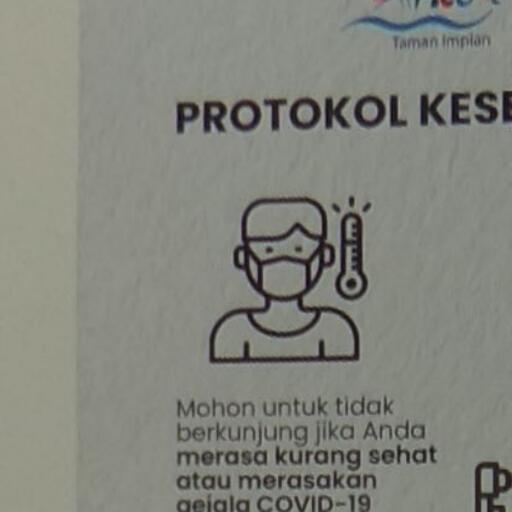 Taman Impian
PROTOKOL KESE
Mohon untuk tidak
berkunjung jika Anda
merasa kurang sehat
atau merasakan
gejala COVID-19